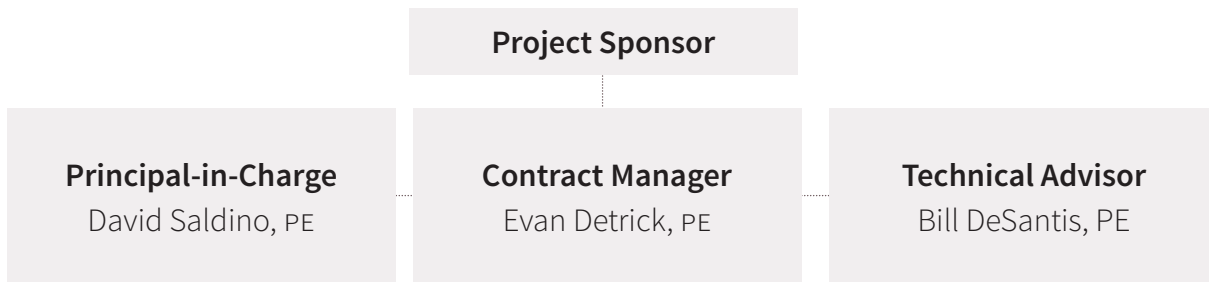 Project Sponsor
Principal-in-Charge
David Saldino, PE
Contract Manager
Evan Detrick, PE
Technical Advisor
Bill DeSantis, PE